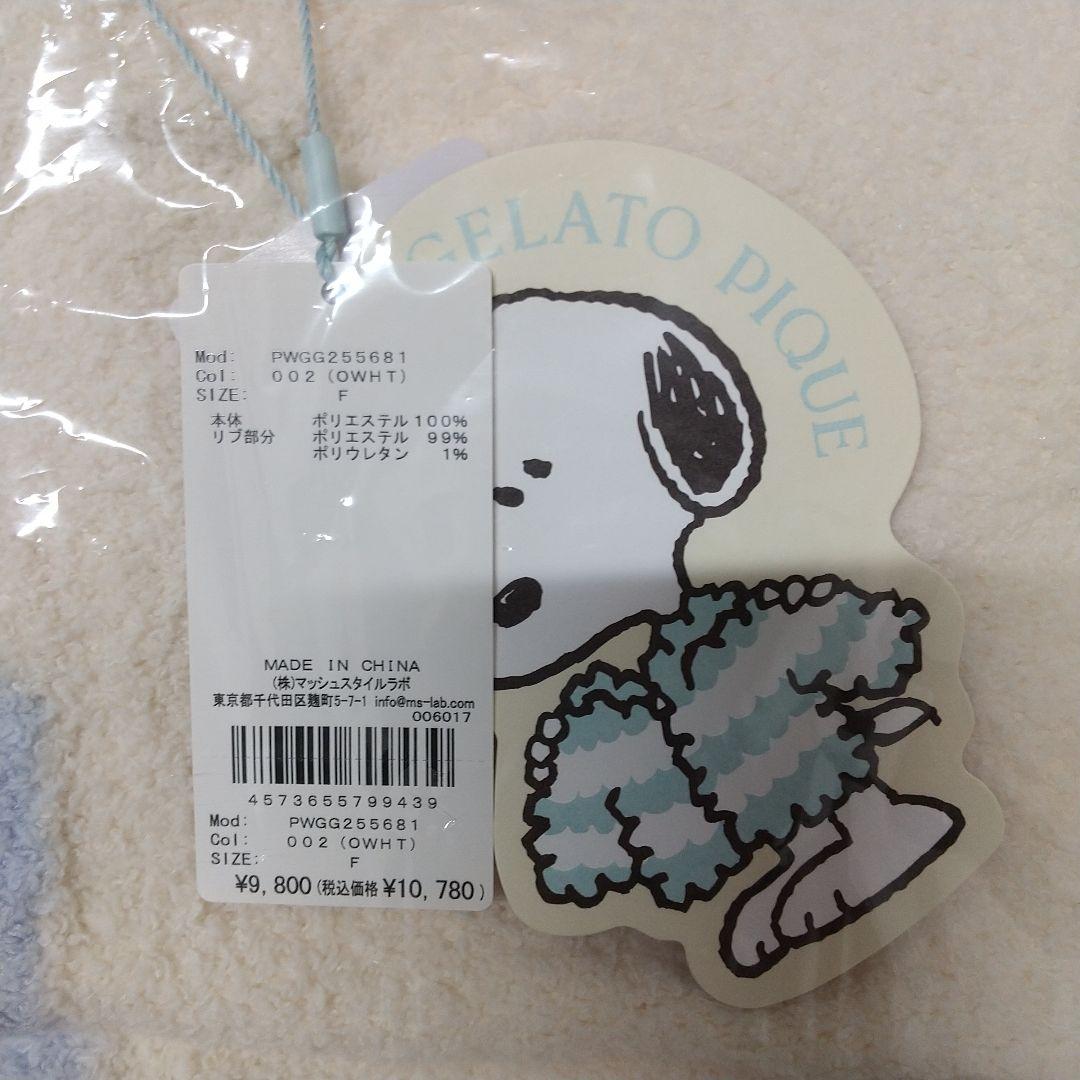 GELATO PIQUE
Mod: PWGG255681
Col: 002 (OWHT)
SIZE: F
本体 ポリエステル 100%
リブ部分 ポリエステル 99%
ポリウレタン 1%
MADE IN CHINA
(株)マッシュスタイルラボ
東京都千代田区麹町5-7-1 info@ms-lab.com
006017
4573655799439
Mod: PWGG255681
Col: 002 (OWHT)
SIZE: F
¥9,800(税込価格 ¥10,780)